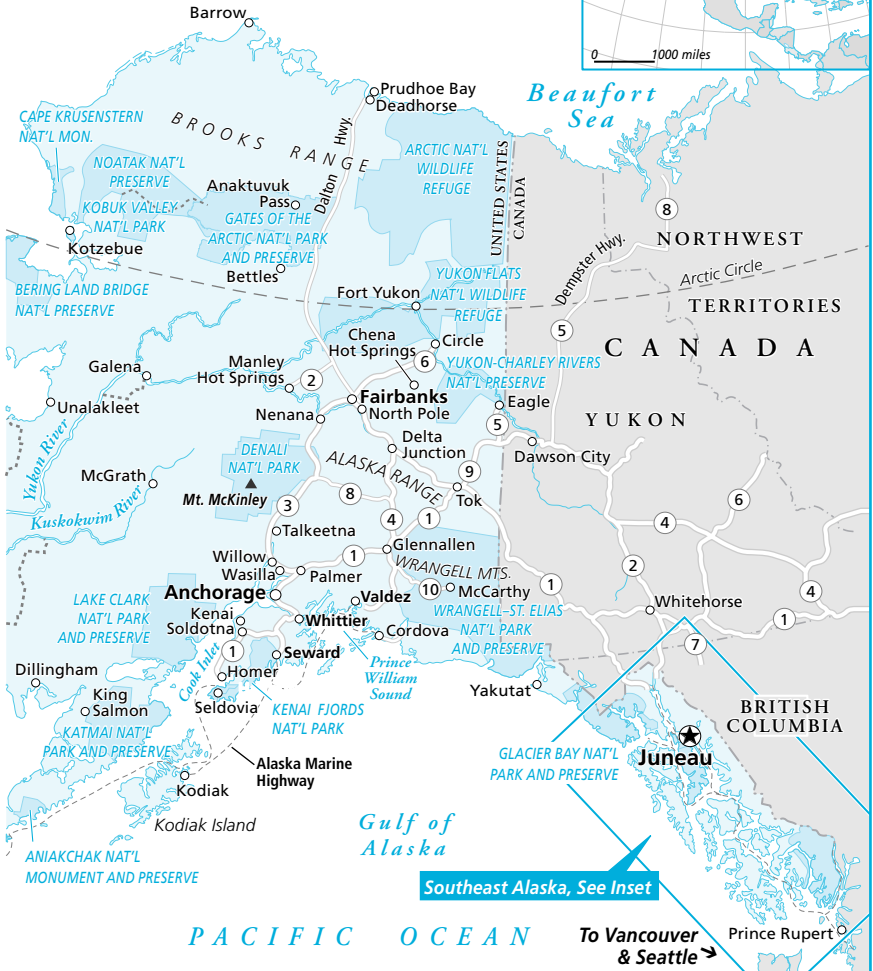 Barrow
0 1000 miles
Prudhoe Bay
Deadhorse
Beaufort
Sea
CAPE KRUSENSTERN
NAT'L MON.
BROOKS RANGE
Dalton Hwy.
ARCTIC NAT'L
WILDLIFE
REFUGE
UNITED STATES
CANADA
NOATAK NAT'L
PRESERVE
Anaktuvuk
Pass
KOBUK VALLEY
NAT'L PARK
GATES OF THE
ARCTIC NAT'L PARK
AND PRESERVE
8
Kotzebue
Bettles
Dempster Hwy.
NORTHWEST
TERRITORIES
Arctic Circle
BERING LAND BRIDGE
NAT'L PRESERVE
Fort Yukon
YUKON FLATS
NAT'L WILDLIFE
REFUGE
5
CANADA
Chena
Hot Springs
Circle
6
YUKON-CHARLEY RIVERS
NAT'L PRESERVE
Galena
Manley
Hot Springs
2
Fairbanks
North Pole
Eagle
Unalakleet
Nenana
5
YUKON
Yukon River
Delta
Junction
Dawson City
DENALI
NAT'L PARK
ALASKA RANGE
9
McGrath
Mt. McKinley
8
Tok
6
Kuskokwim River
3
4
1
4
Talkeetna
Glennallen
Willow
Wasilla
1
Palmer
WRANGELL MTS.
2
Anchorage
10
McCarthy
1
4
LAKE CLARK
NAT'L PARK
AND PRESERVE
Valdez
WRANGELL–ST. ELIAS
NAT'L PARK
AND PRESERVE
Whitehorse
Kenai
Soldotna
Whittier
Cordova
1
7
Cook Inlet
1
Seward
Prince
William
Sound
Dillingham
Homer
Yakutat
King
Salmon
Seldovia
KENAI FJORDS
NAT'L PARK
BRITISH
COLUMBIA
KATMAI NAT'L
PARK AND PRESERVE
GLACIER BAY NAT'L
PARK AND PRESERVE
Juneau
Alaska Marine
Highway
Kodiak
Kodiak Island
Gulf of
Alaska
ANIAKCHAK NAT'L
MONUMENT AND PRESERVE
Southeast Alaska, See Inset
PACIFIC OCEAN
To Vancouver
& Seattle
Prince Rupert